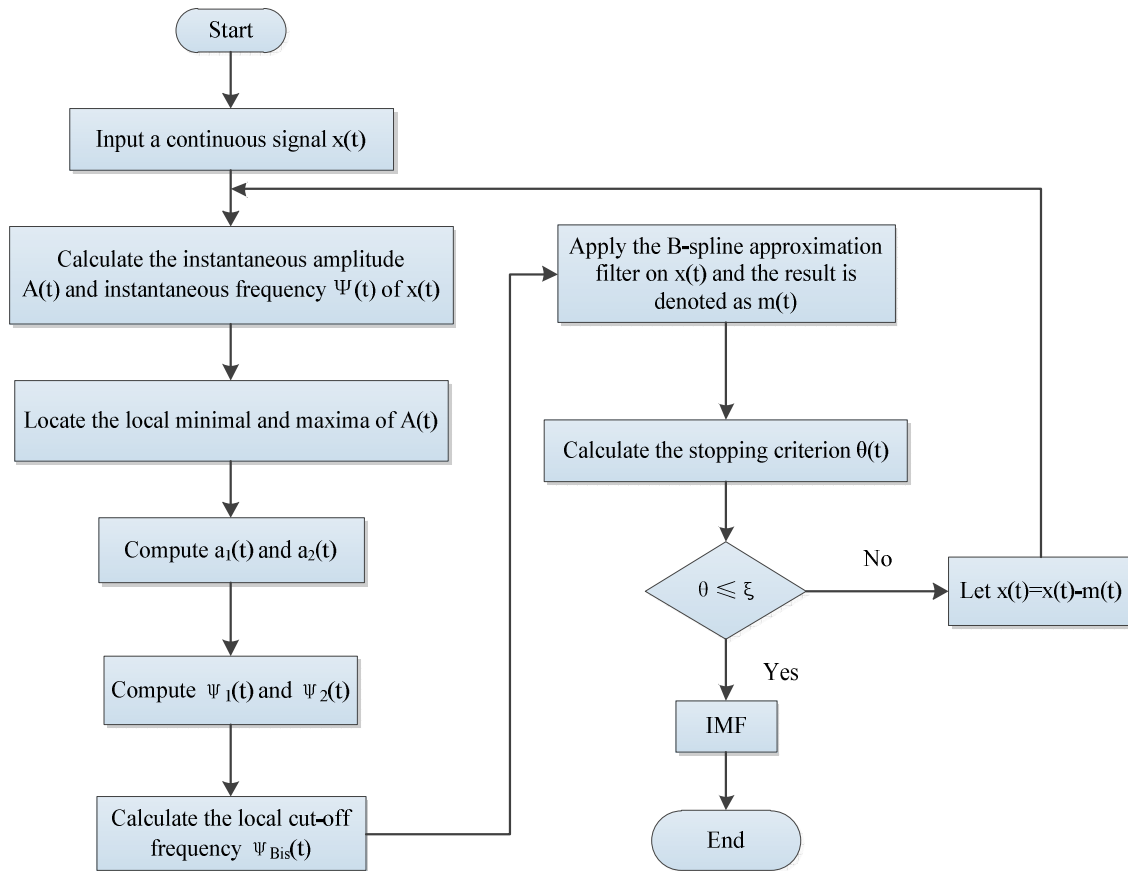 Start
Input a continuous signal x(t)
Calculate the instantaneous amplitude
A(t) and instantaneous frequency Ψ(t) of x(t)
Locate the local minimal and maxima of A(t)
Compute a₁(t) and a₂(t)
Compute Ψ₁(t) and Ψ₂(t)
Calculate the local cut-off
frequency Ψ_Bis(t)
Apply the B-spline approximation
filter on x(t) and the result is
denoted as m(t)
Calculate the stopping criterion θ(t)
θ ≤ ξ
No
Let x(t)=x(t)-m(t)
Yes
IMF
End